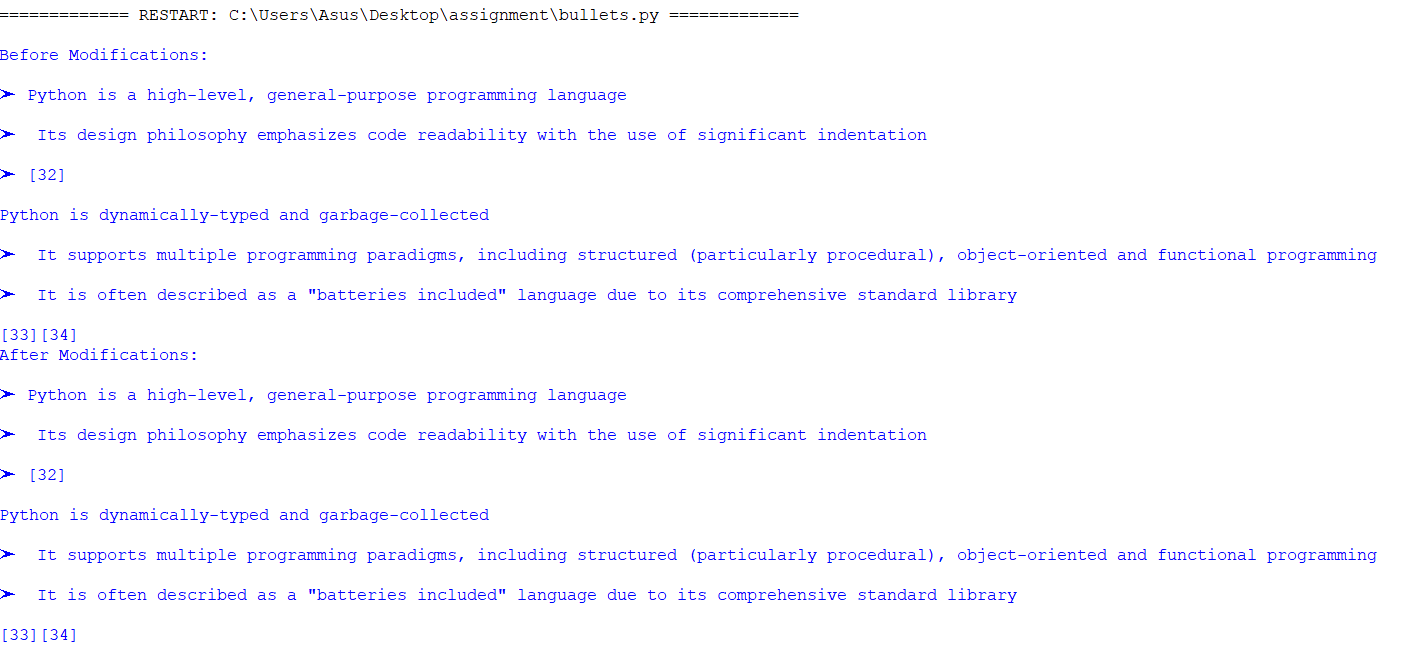 ============= RESTART: C:\Users\Asus\Desktop\assignment\bullets.py =============
Before Modifications:
➤ Python is a high-level, general-purpose programming language
➤  Its design philosophy emphasizes code readability with the use of significant indentation
➤ [32]
Python is dynamically-typed and garbage-collected
➤  It supports multiple programming paradigms, including structured (particularly procedural), object-oriented and functional programming
➤  It is often described as a "batteries included" language due to its comprehensive standard library
[33][34]
After Modifications:
➤ Python is a high-level, general-purpose programming language
➤  Its design philosophy emphasizes code readability with the use of significant indentation
➤ [32]
Python is dynamically-typed and garbage-collected
➤  It supports multiple programming paradigms, including structured (particularly procedural), object-oriented and functional programming
➤  It is often described as a "batteries included" language due to its comprehensive standard library
[33][34]